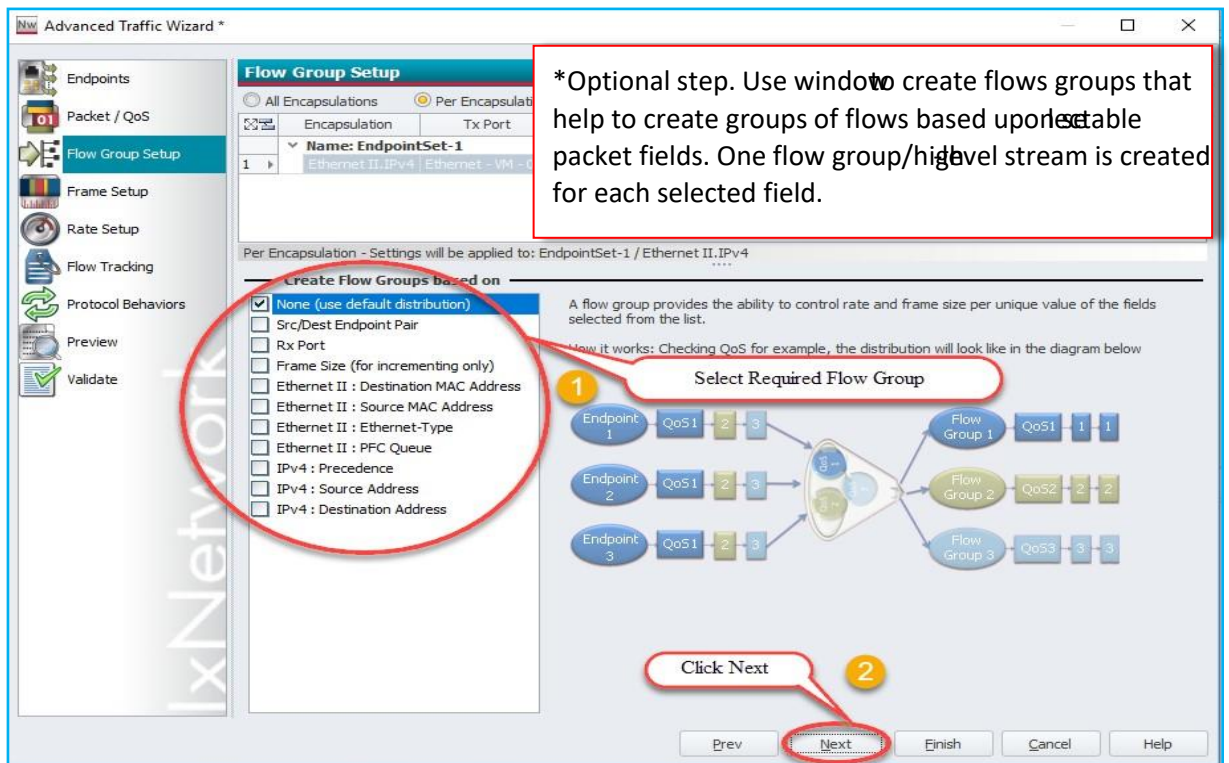 Nw Advanced Traffic Wizard *
Endpoints
Packet / QoS
Flow Group Setup
Frame Setup
Rate Setup
Flow Tracking
Protocol Behaviors
Preview
Validate
IxNetwork
Flow Group Setup
All Encapsulations Per Encapsulati
Encapsulation Tx Port
Name: EndpointSet-1
1 Ethernet II.IPv4 Ethernet - VM - 0
*Optional step. Use window to create flows groups that
help to create groups of flows based upon
packet fields. One flow group/ stream is created
for each selected field.
Per Encapsulation - Settings will be applied to: EndpointSet-1 / Ethernet II.IPv4
Create Flow Groups based on
None (use default distribution)
Src/Dest Endpoint Pair
Rx Port
Frame Size (for incrementing only)
Ethernet II : Destination MAC Address
Ethernet II : Source MAC Address
Ethernet II : Ethernet-Type
Ethernet II : PFC Queue
IPv4 : Precedence
IPv4 : Source Address
IPv4 : Destination Address
A flow group provides the ability to control rate and frame size per unique value of the fields
selected from the list.
How it works: Checking QoS for example, the distribution will look like in the diagram below
1
Select Required Flow Group
Endpoint 1 QoS1 2 3
Endpoint 2 QoS1 2 3
Endpoint 3 QoS1 2 3
Flow Group 1 QoS1 1 1
Flow Group 2 QoS2 2 2
Flow Group 3 QoS3 3 3
Click Next
2
Prev Next Finish Cancel Help